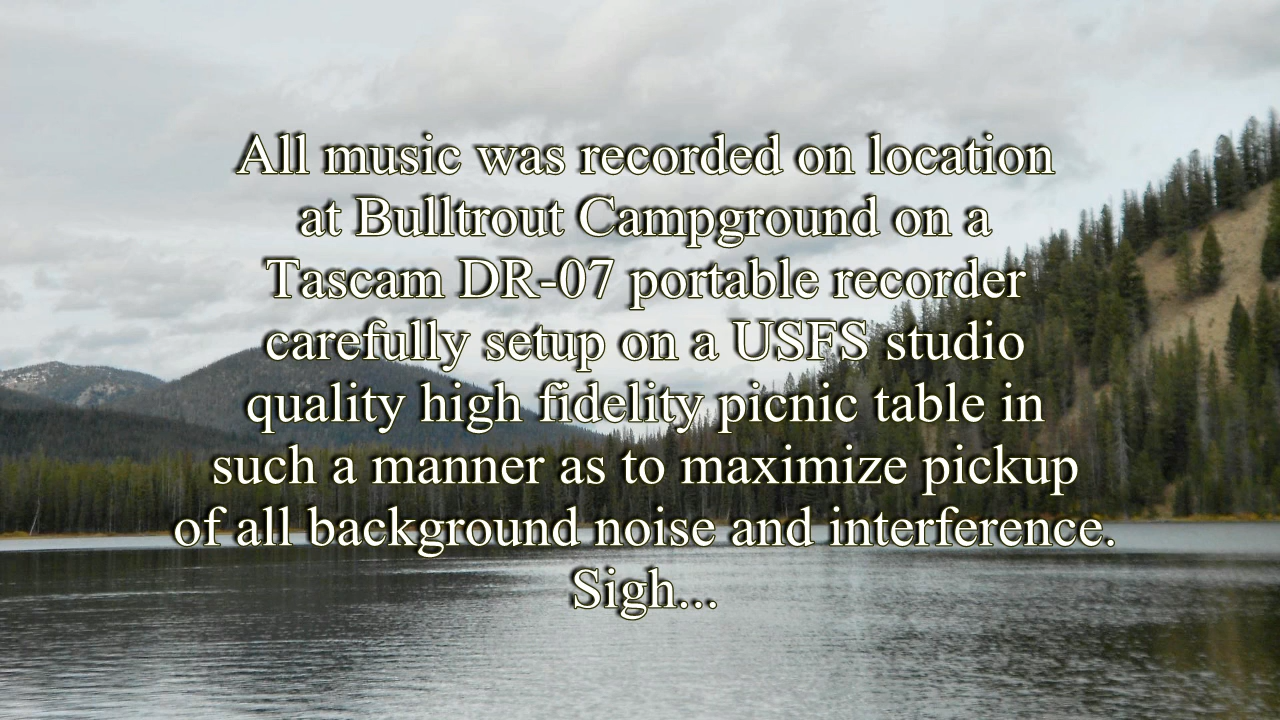 All music was recorded on location
at Bulltrout Campground on a
Tascam DR-07 portable recorder
carefully setup on a USFS studio
quality high fidelity picnic table in
such a manner as to maximize pickup
of all background noise and interference.
Sigh...